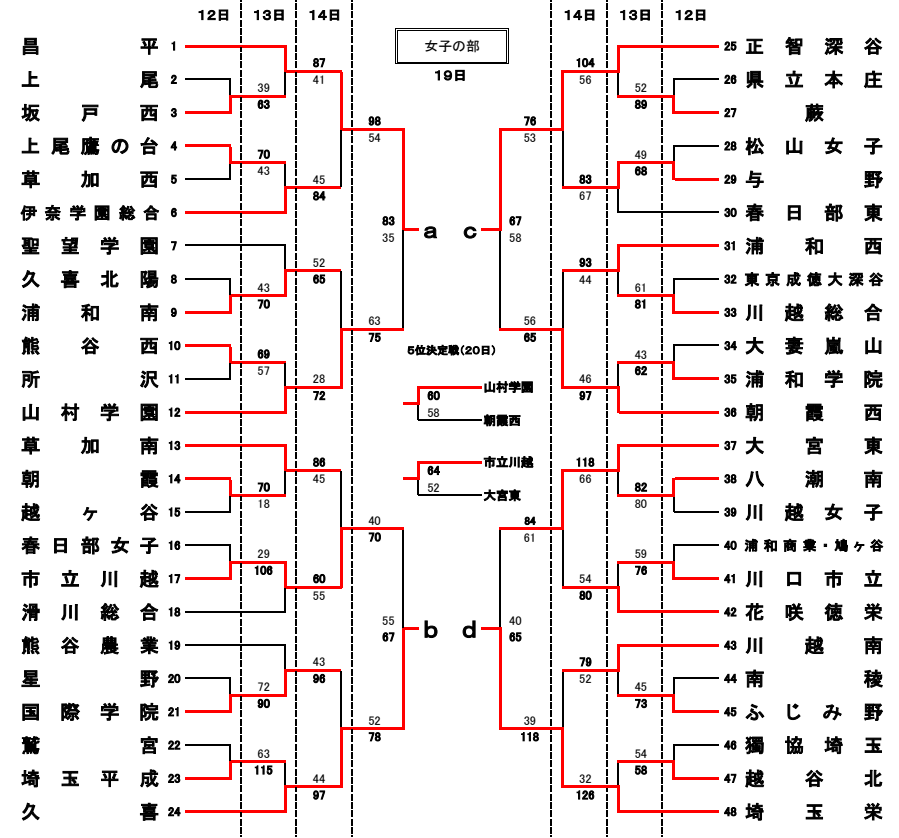 12日 13日 14日 14日 13日 12日
女子の部
19日
昌平 1
87
41
上尾 2
39
63
坂戸西 3
98
54
上尾鷹の台 4
70
43
草加西 5
45
84
伊奈学園総合 6
83
35
a
聖望学園 7
52
65
久喜北陽 8
43
70
浦和南 9
63
75
熊谷西 10
69
57
所沢 11
28
72
山村学園 12
草加南 13
86
45
朝霞 14
70
18
越ヶ谷 15
40
70
春日部女子 16
29
106
市立川越 17
60
55
滑川総合 18
55
67
b
熊谷農業 19
43
96
星野 20
72
90
国際学院 21
52
78
鷲宮 22
63
115
埼玉平成 23
44
97
久喜 24
5位決定戦(20日)
山村学園
60
58
朝霞西
市立川越
64
52
大宮東
25 正智深谷
104
56
26 県立本庄
52
89
27 蕨
76
53
28 松山女子
49
68
29 与野
83
67
30 春日部東
c
67
58
31 浦和西
93
44
32 東京成徳大深谷
61
81
33 川越総合
56
65
34 大妻嵐山
43
62
35 浦和学院
46
97
36 朝霞西
37 大宮東
118
66
38 八潮南
82
80
39 川越女子
84
61
40 浦和商業・鳩ヶ谷
59
76
41 川口市立
54
80
42 花咲徳栄
d
40
65
43 川越南
79
52
44 南稜
45
73
45 ふじみ野
39
118
46 獨協埼玉
54
58
47 越谷北
32
126
48 埼玉栄